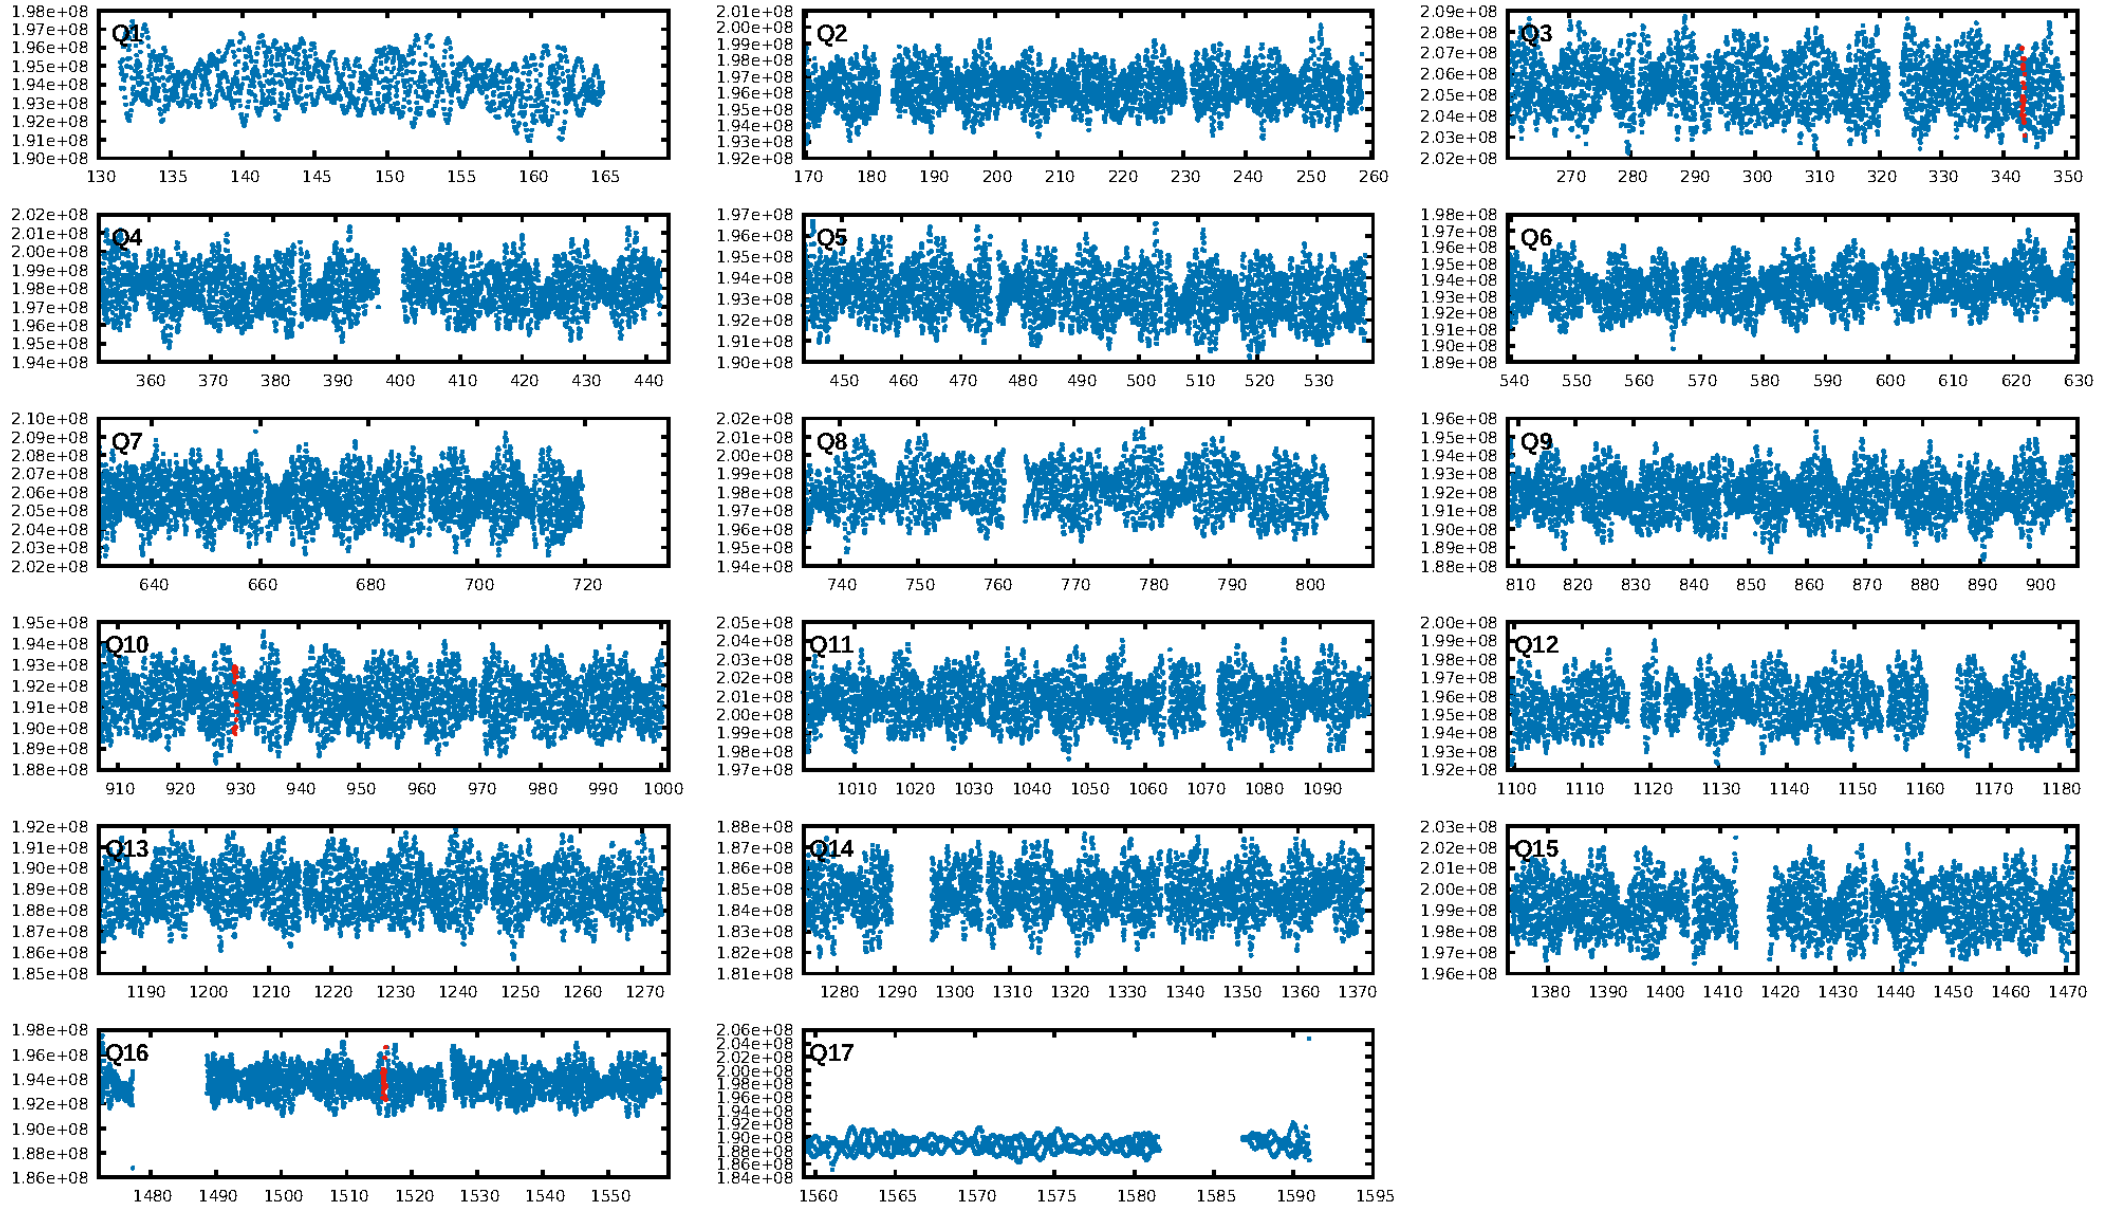 1.98e+08 1.97e+08 1.96e+08 1.95e+08 1.94e+08 1.93e+08 1.92e+08 1.91e+08 1.90e+08
Q1
130 135 140 145 150 155 160 165
2.01e+08 2.00e+08 1.99e+08 1.98e+08 1.97e+08 1.96e+08 1.95e+08 1.94e+08 1.93e+08 1.92e+08
Q2
170 180 190 200 210 220 230 240 250 260
2.09e+08 2.08e+08 2.07e+08 2.06e+08 2.05e+08 2.04e+08 2.03e+08 2.02e+08
Q3
270 280 290 300 310 320 330 340 350
2.02e+08 2.01e+08 2.00e+08 1.99e+08 1.98e+08 1.97e+08 1.96e+08 1.95e+08 1.94e+08
Q4
360 370 380 390 400 410 420 430 440
1.97e+08 1.96e+08 1.95e+08 1.94e+08 1.93e+08 1.92e+08 1.91e+08 1.90e+08
Q5
450 460 470 480 490 500 510 520 530
1.98e+08 1.97e+08 1.96e+08 1.95e+08 1.94e+08 1.93e+08 1.92e+08 1.91e+08 1.90e+08 1.89e+08
Q6
540 550 560 570 580 590 600 610 620 630
2.10e+08 2.09e+08 2.08e+08 2.07e+08 2.06e+08 2.05e+08 2.04e+08 2.03e+08 2.02e+08
Q7
640 660 680 700 720
2.02e+08 2.01e+08 2.00e+08 1.99e+08 1.98e+08 1.97e+08 1.96e+08 1.95e+08 1.94e+08
Q8
740 750 760 770 780 790 800
1.96e+08 1.95e+08 1.94e+08 1.93e+08 1.92e+08 1.91e+08 1.90e+08 1.89e+08 1.88e+08
Q9
810 820 830 840 850 860 870 880 890 900
1.95e+08 1.94e+08 1.93e+08 1.92e+08 1.91e+08 1.90e+08 1.89e+08 1.88e+08
Q10
910 920 930 940 950 960 970 980 990 1000
2.05e+08 2.04e+08 2.03e+08 2.02e+08 2.01e+08 2.00e+08 1.99e+08 1.98e+08 1.97e+08
Q11
1010 1020 1030 1040 1050 1060 1070 1080 1090
2.00e+08 1.99e+08 1.98e+08 1.97e+08 1.96e+08 1.95e+08 1.94e+08 1.93e+08 1.92e+08
Q12
1100 1110 1120 1130 1140 1150 1160 1170 1180
1.92e+08 1.91e+08 1.90e+08 1.89e+08 1.88e+08 1.87e+08 1.86e+08 1.85e+08
Q13
1190 1200 1210 1220 1230 1240 1250 1260 1270
1.88e+08 1.87e+08 1.86e+08 1.85e+08 1.84e+08 1.83e+08 1.82e+08 1.81e+08
Q14
1280 1290 1300 1310 1320 1330 1340 1350 1360 1370
2.03e+08 2.02e+08 2.01e+08 2.00e+08 1.99e+08 1.98e+08 1.97e+08 1.96e+08
Q15
1380 1390 1400 1410 1420 1430 1440 1450 1460 1470
1.98e+08 1.96e+08 1.94e+08 1.92e+08 1.90e+08 1.88e+08 1.86e+08
Q16
1480 1490 1500 1510 1520 1530 1540 1550
2.06e+08 2.04e+08 2.02e+08 2.00e+08 1.98e+08 1.96e+08 1.94e+08 1.92e+08 1.90e+08 1.88e+08 1.86e+08 1.84e+08
Q17
1560 1565 1570 1575 1580 1585 1590 1595